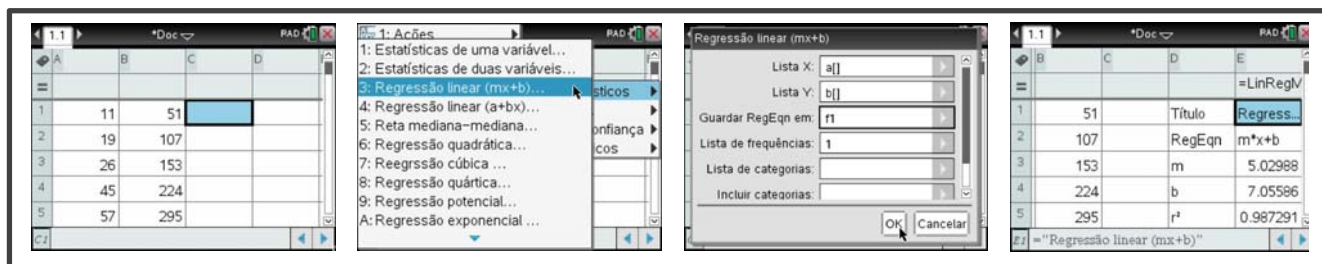 1.1 *Doc RAD
A B C D
=
1 11 51
2 19 107
3 26 153
4 45 224
5 57 295
C1
1: Ações RAD
1: Estatísticas de uma variável...
2: Estatísticas de duas variáveis...
3: Regressão linear (mx+b)... sticos
4: Regressão linear (a+bx)...
5: Reta mediana-mediana... onfiança
6: Regressão quadrática... cos
7: Reegrssão cúbica ...
8: Regressão quártica...
9: Regressão potencial...
A: Regressão exponencial ...
Regressão linear (mx+b)
Lista X: a[]
Lista Y: b[]
Guardar RegEqn em: f1
Lista de frequências: 1
Lista de categorias:
Incluir categorias:
OK Cancelar
1.1 *Doc RAD
B C D E
= =LinRegM
1 51 Título Regress...
2 107 RegEqn m*x+b
3 153 m 5.02988
4 224 b 7.05586
5 295 r² 0.987291
E1 ="Regressão linear (mx+b)"